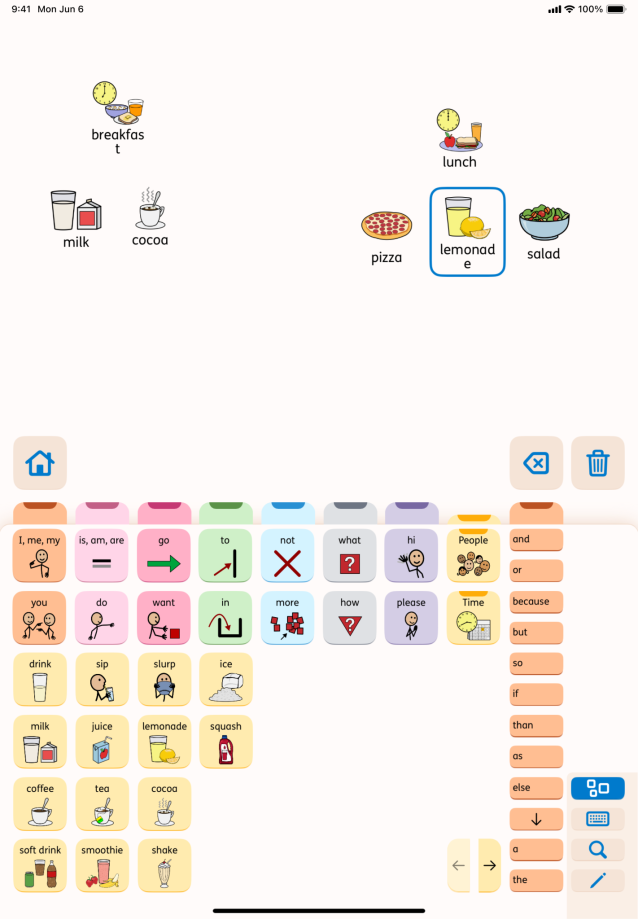 9:41 Mon Jun 6 100%
breakfas
t
lunch
milk
cocoa
pizza
lemonad
e
salad
I, me, my
is, am, are
go
to
not
what
hi
People
and
or
you
do
want
in
more
how
please
Time
because
but
drink
sip
slurp
ice
so
if
milk
juice
lemonade
squash
than
as
coffee
tea
cocoa
else
soft drink
smoothie
shake
a
the